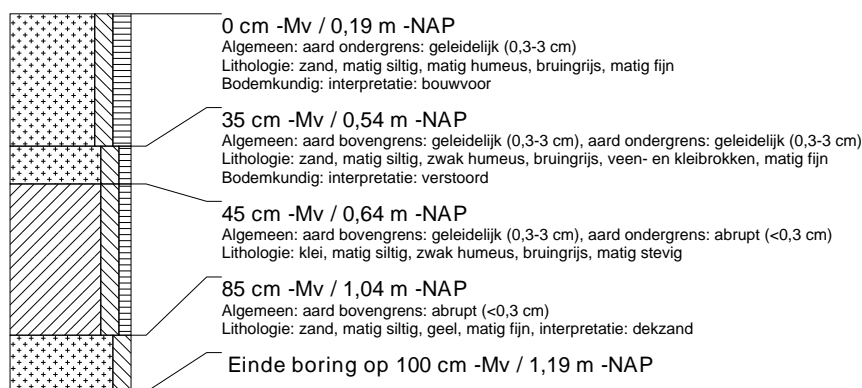 0 cm -Mv / 0,19 m -NAP
Algemeen: aard ondergrens: geleidelijk (0,3-3 cm)
Lithologie: zand, matig siltig, matig humeus, bruingrijs, matig fijn
Bodemkundig: interpretatie: bouwvoor
35 cm -Mv / 0,54 m -NAP
Algemeen: aard bovengrens: geleidelijk (0,3-3 cm), aard ondergrens: geleidelijk (0,3-3 cm)
Lithologie: zand, matig siltig, zwak humeus, bruingrijs, veen- en kleibrokken, matig fijn
Bodemkundig: interpretatie: verstoord
45 cm -Mv / 0,64 m -NAP
Algemeen: aard bovengrens: geleidelijk (0,3-3 cm), aard ondergrens: abrupt (<0,3 cm)
Lithologie: klei, matig siltig, zwak humeus, bruingrijs, matig stevig
85 cm -Mv / 1,04 m -NAP
Algemeen: aard bovengrens: abrupt (<0,3 cm)
Lithologie: zand, matig siltig, geel, matig fijn, interpretatie: dekzand
Einde boring op 100 cm -Mv / 1,19 m -NAP